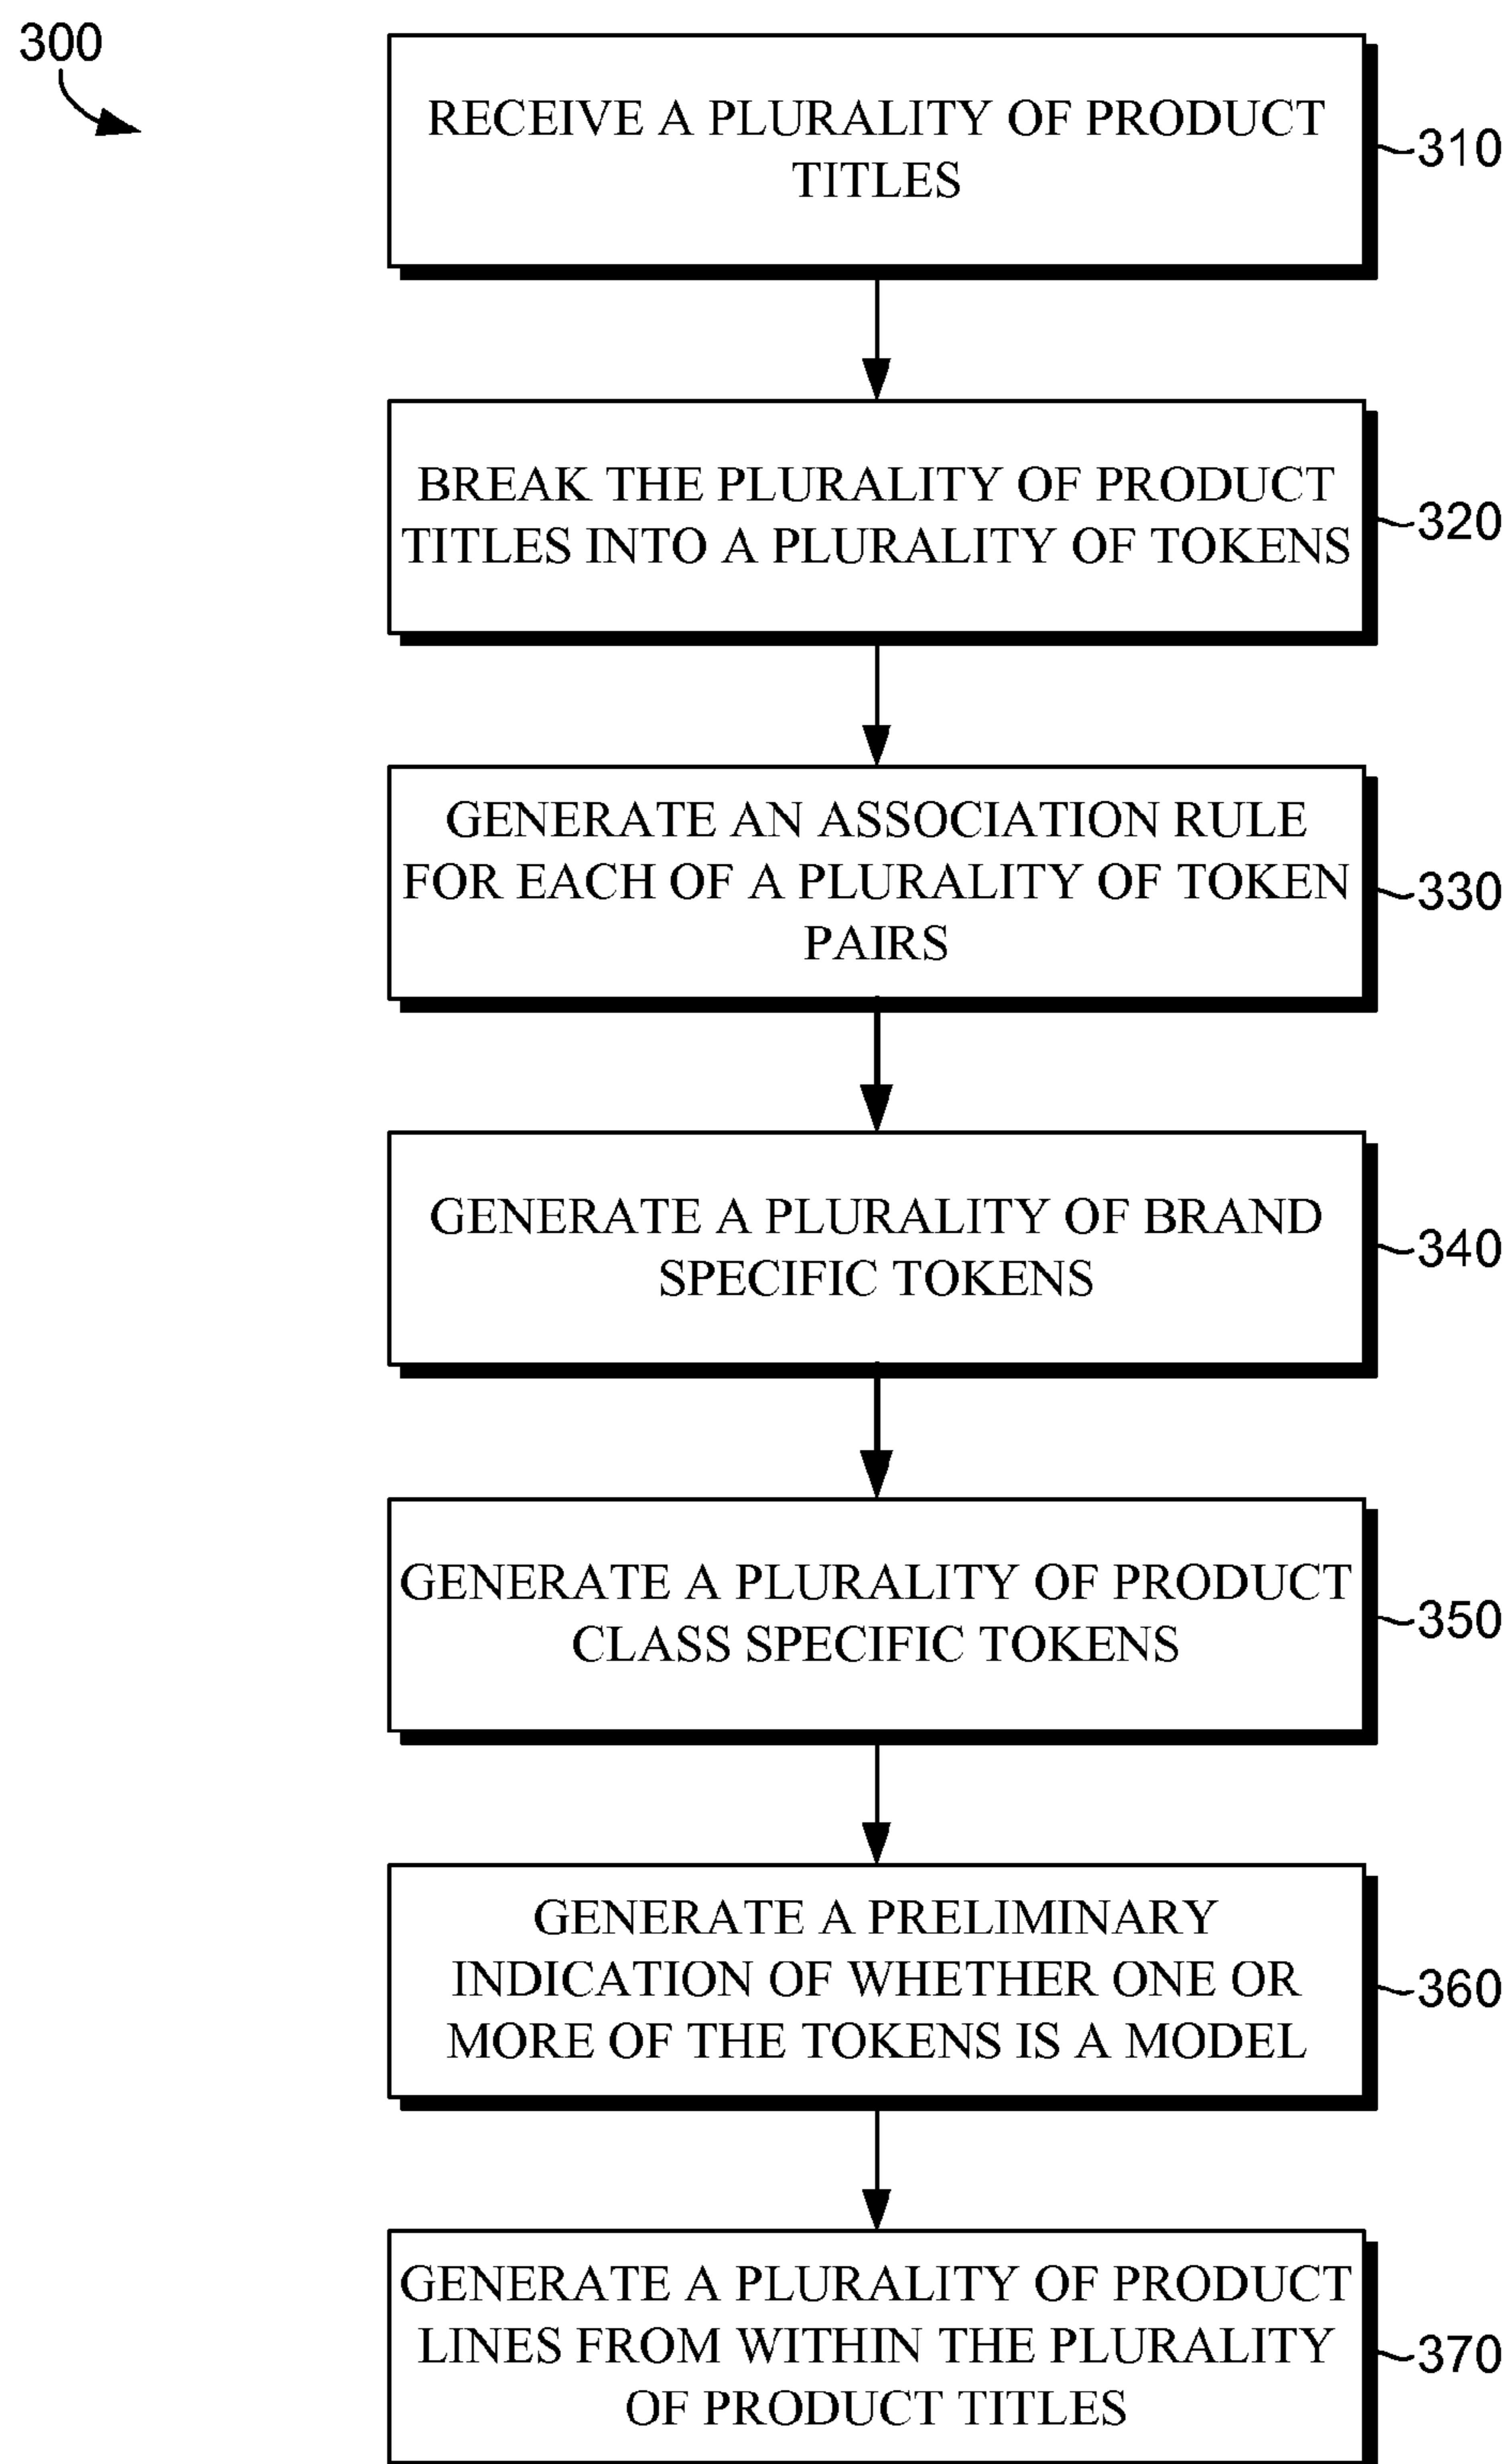 300
RECEIVE A PLURALITY OF PRODUCT
TITLES
310
BREAK THE PLURALITY OF PRODUCT
TITLES INTO A PLURALITY OF TOKENS
320
GENERATE AN ASSOCIATION RULE
FOR EACH OF A PLURALITY OF TOKEN
PAIRS
330
GENERATE A PLURALITY OF BRAND
SPECIFIC TOKENS
340
GENERATE A PLURALITY OF PRODUCT
CLASS SPECIFIC TOKENS
350
GENERATE A PRELIMINARY
INDICATION OF WHETHER ONE OR
MORE OF THE TOKENS IS A MODEL
360
GENERATE A PLURALITY OF PRODUCT
LINES FROM WITHIN THE PLURALITY
OF PRODUCT TITLES
370